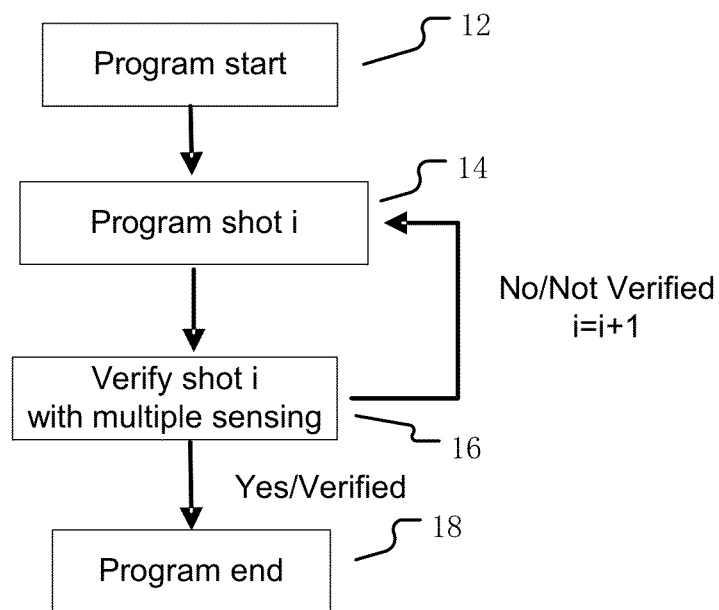 Program start
12
Program shot i
14
No/Not Verified
i=i+1
Verify shot i
with multiple sensing
16
Yes/Verified
Program end
18